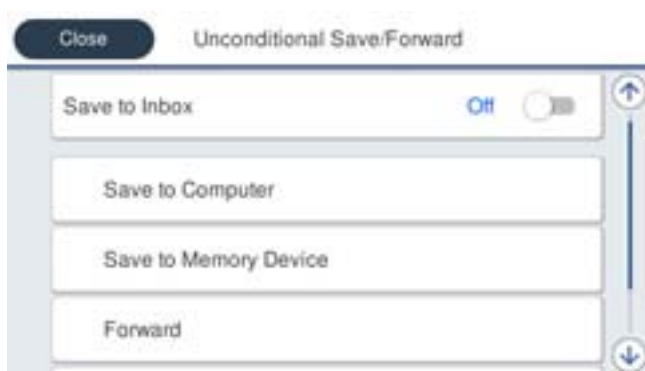 Close Unconditional Save/Forward
Save to Inbox Off
Save to Computer
Save to Memory Device
Forward